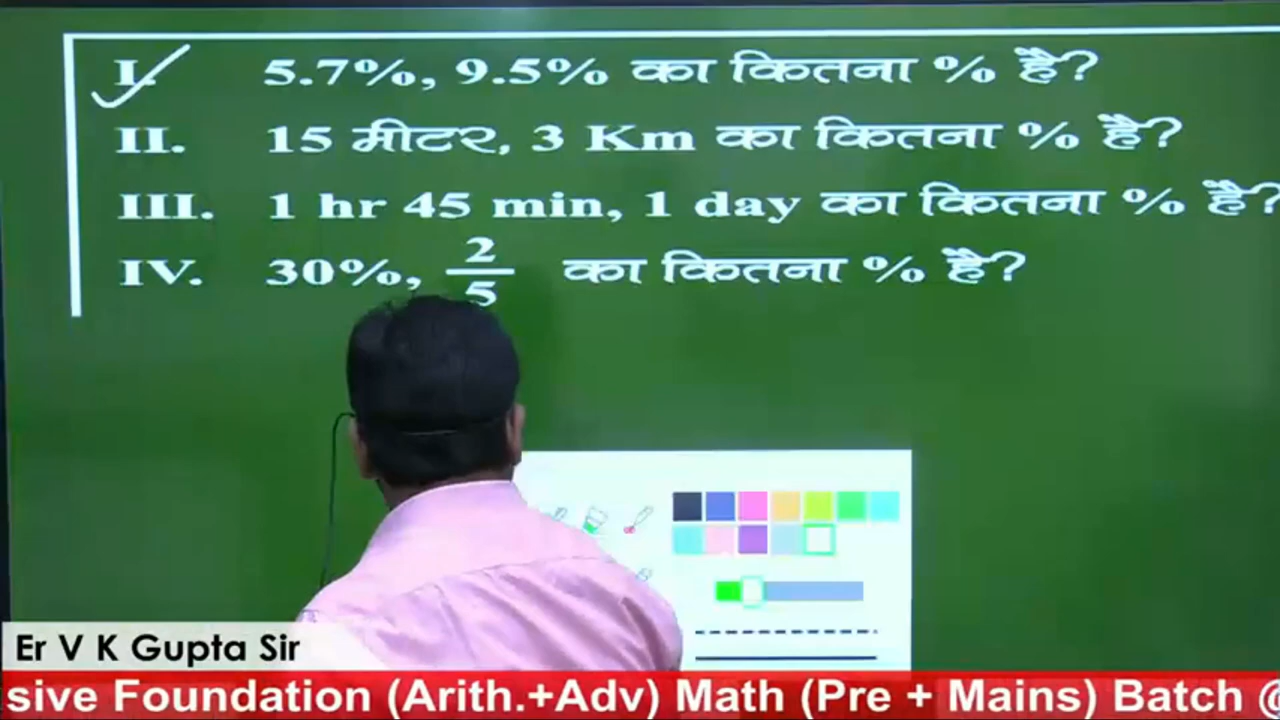 I. 5.7%, 9.5% का कितना % है?
II. 15 मीटर, 3 Km का कितना % है?
III. 1 hr 45 min, 1 day का कितना % है?
IV. 30%, 2/5 का कितना % है?
Er V K Gupta Sir
sive Foundation (Arith.+Adv) Math (Pre + Mains) Batch @